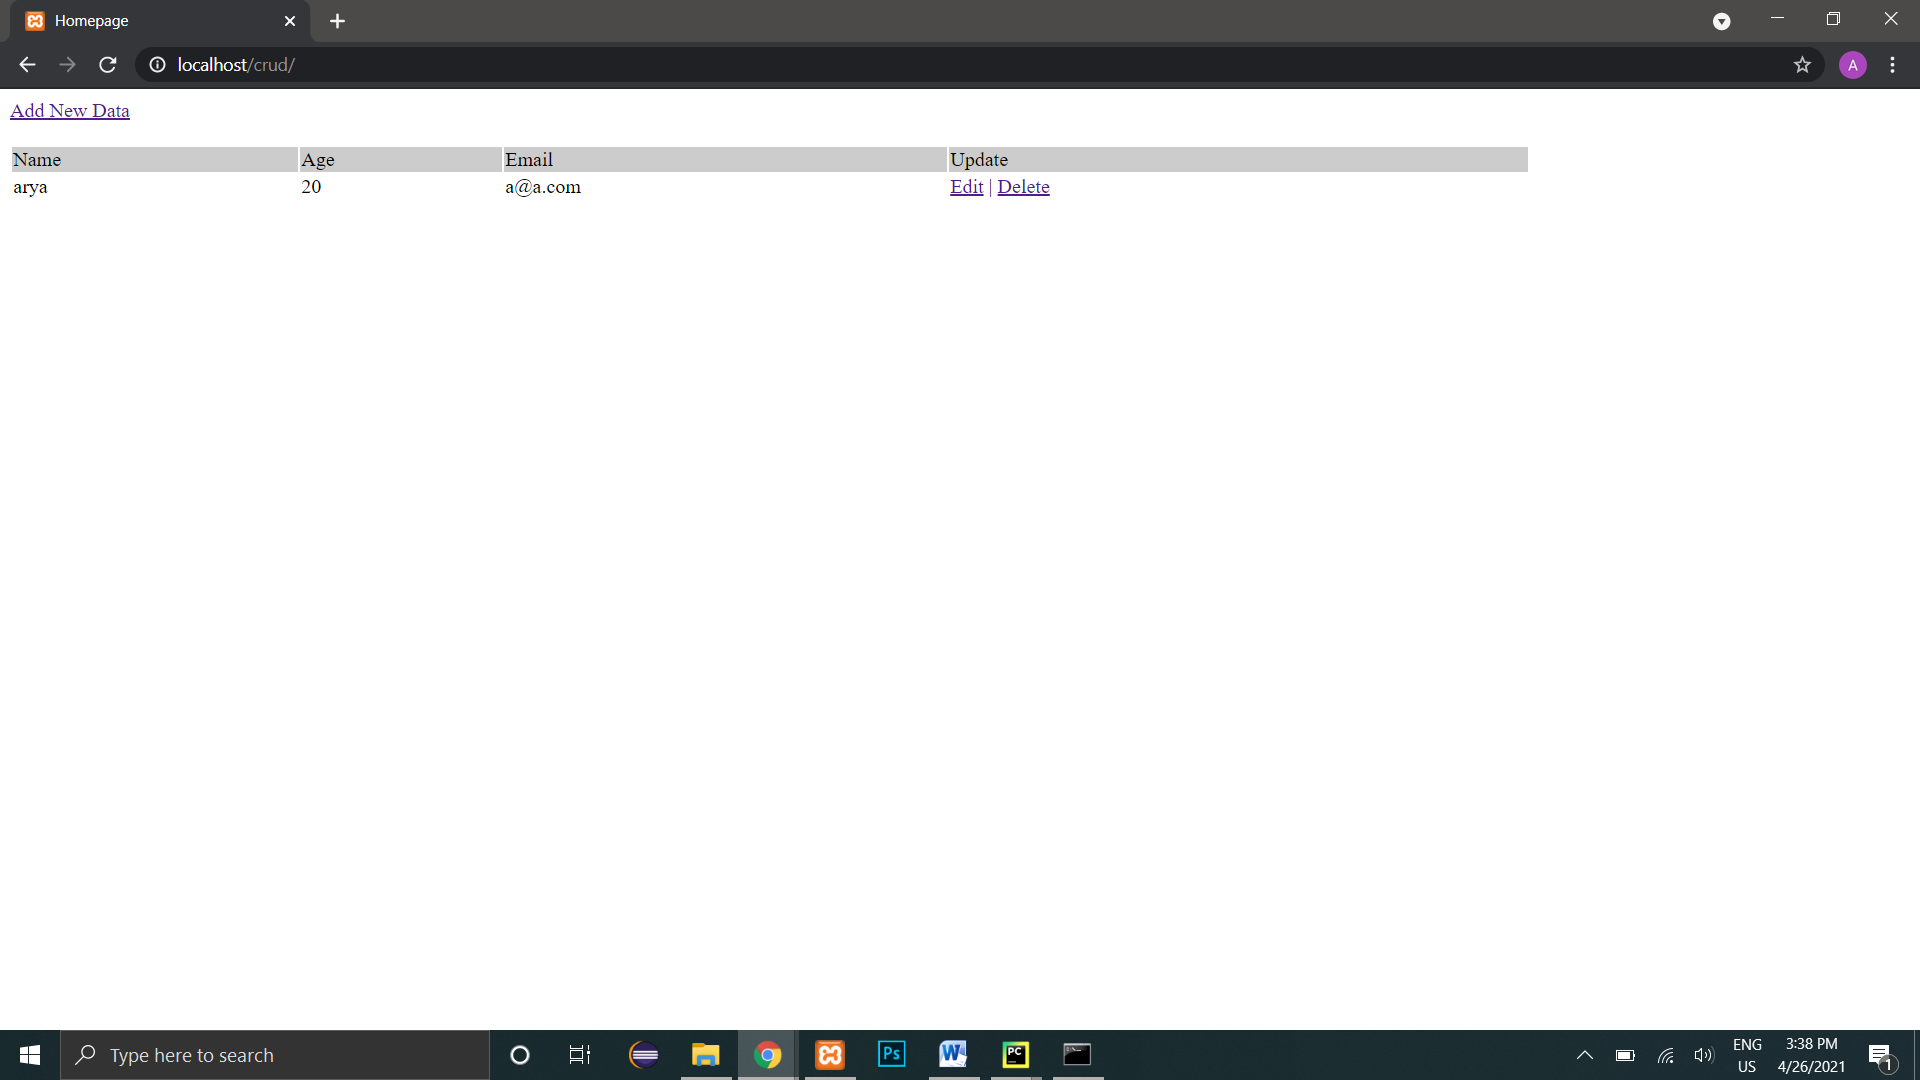 Homepage
localhost/crud/
A
Add New Data
Name Age Email Update
arya 20 a@a.com Edit | Delete
Type here to search
Ps
W
PC
ENG
US
3:38 PM
4/26/2021
1